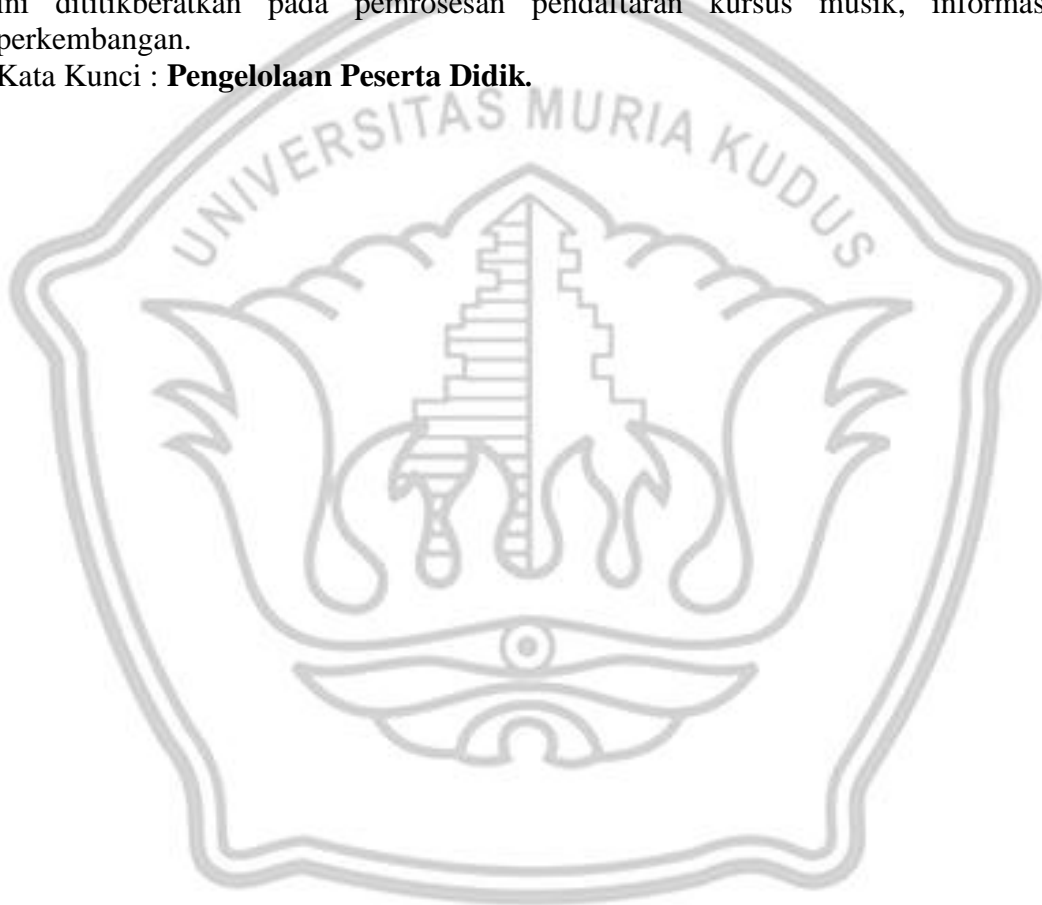 ini dititikberatkan pada pemrosesan pendaftaran kursus musik, informas
perkembangan.
Kata Kunci : Pengelolaan Peserta Didik.
UNIVERSITAS MURIA KUDUS